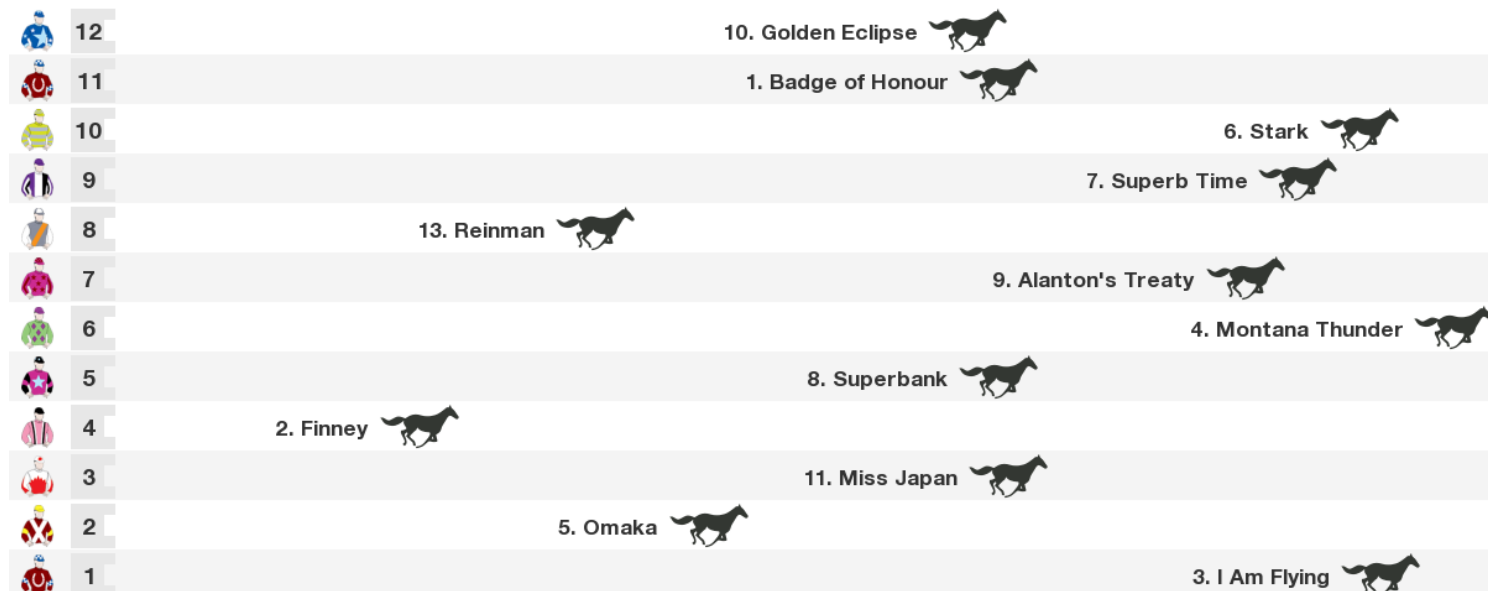 12 10. Golden Eclipse
11 1. Badge of Honour
10 6. Stark
9 7. Superb Time
8 13. Reinman
7 9. Alanton's Treaty
6 4. Montana Thunder
5 8. Superbank
4 2. Finney
3 11. Miss Japan
2 5. Omaka
1 3. I Am Flying